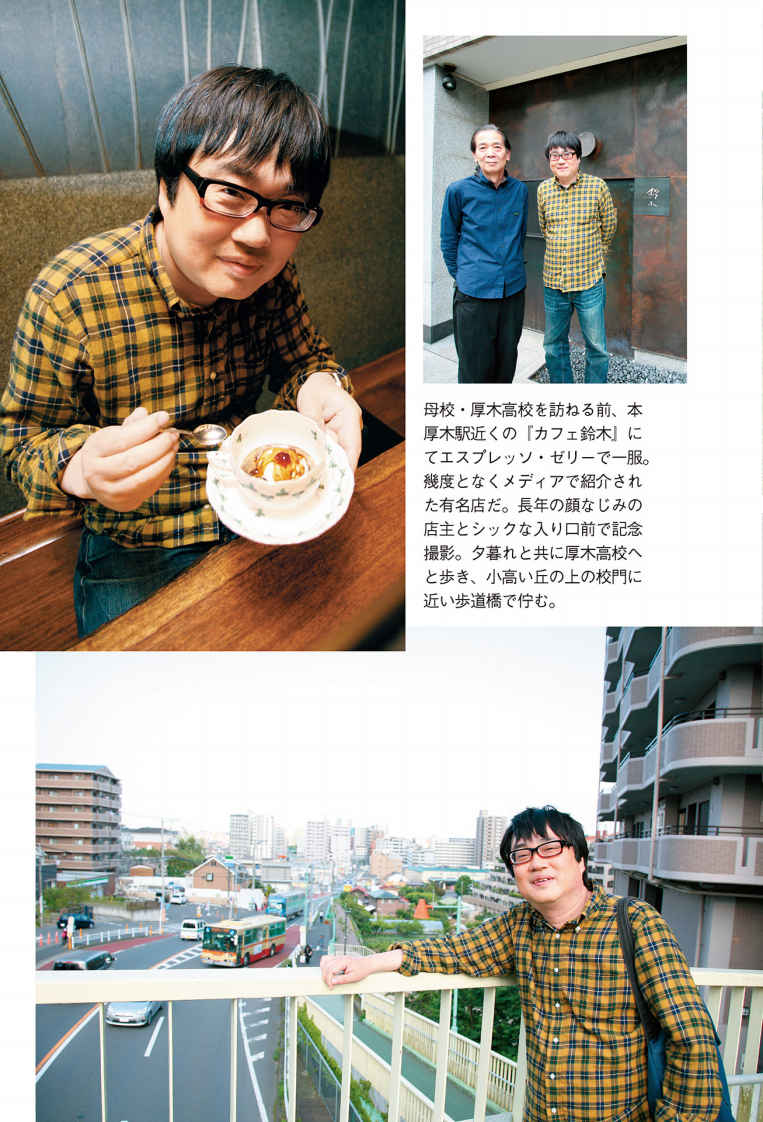 鈴木
母校・厚木高校を訪ねる前、本
厚木駅近くの『カフェ鈴木』に
てエスプレッソ・ゼリーで一服。
幾度となくメディアで紹介され
た有名店だ。長年の顔なじみの
店主とシックな入り口前で記念
撮影。夕暮れと共に厚木高校へ
と歩き、小高い丘の上の校門に
近い歩道橋で佇む。